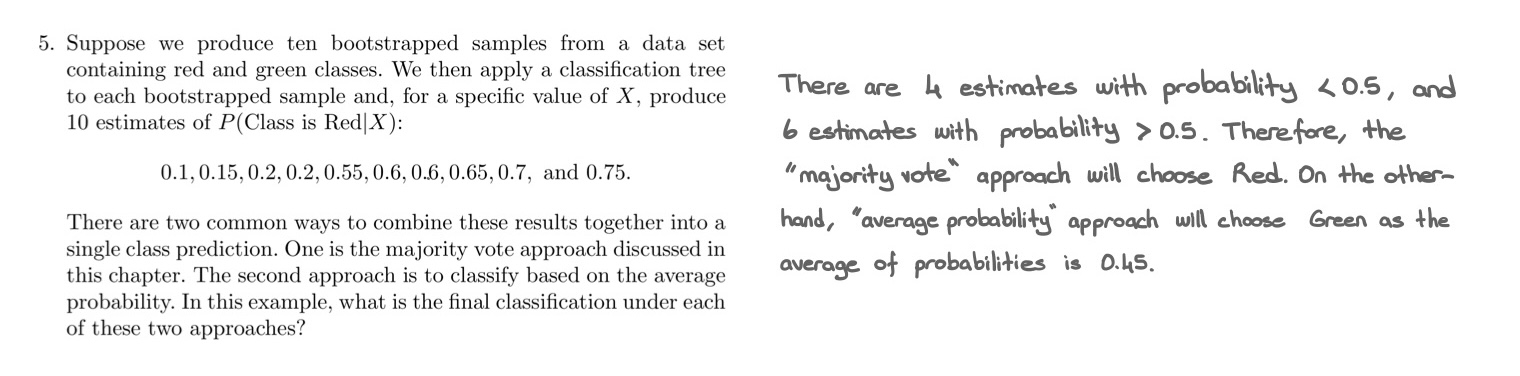 5. Suppose we produce ten bootstrapped samples from a data set
containing red and green classes. We then apply a classification tree
to each bootstrapped sample and, for a specific value of X, produce
10 estimates of P(Class is Red|X):
0.1, 0.15, 0.2, 0.2, 0.55, 0.6, 0.6, 0.65, 0.7, and 0.75.
There are two common ways to combine these results together into a
single class prediction. One is the majority vote approach discussed in
this chapter. The second approach is to classify based on the average
probability. In this example, what is the final classification under each
of these two approaches?
There are 4 estimates with probability < 0.5, and
6 estimates with probability > 0.5. Therefore, the
"majority vote" approach will choose Red. On the other-
hand, "average probability" approach will choose Green as the
average of probabilities is 0.45.